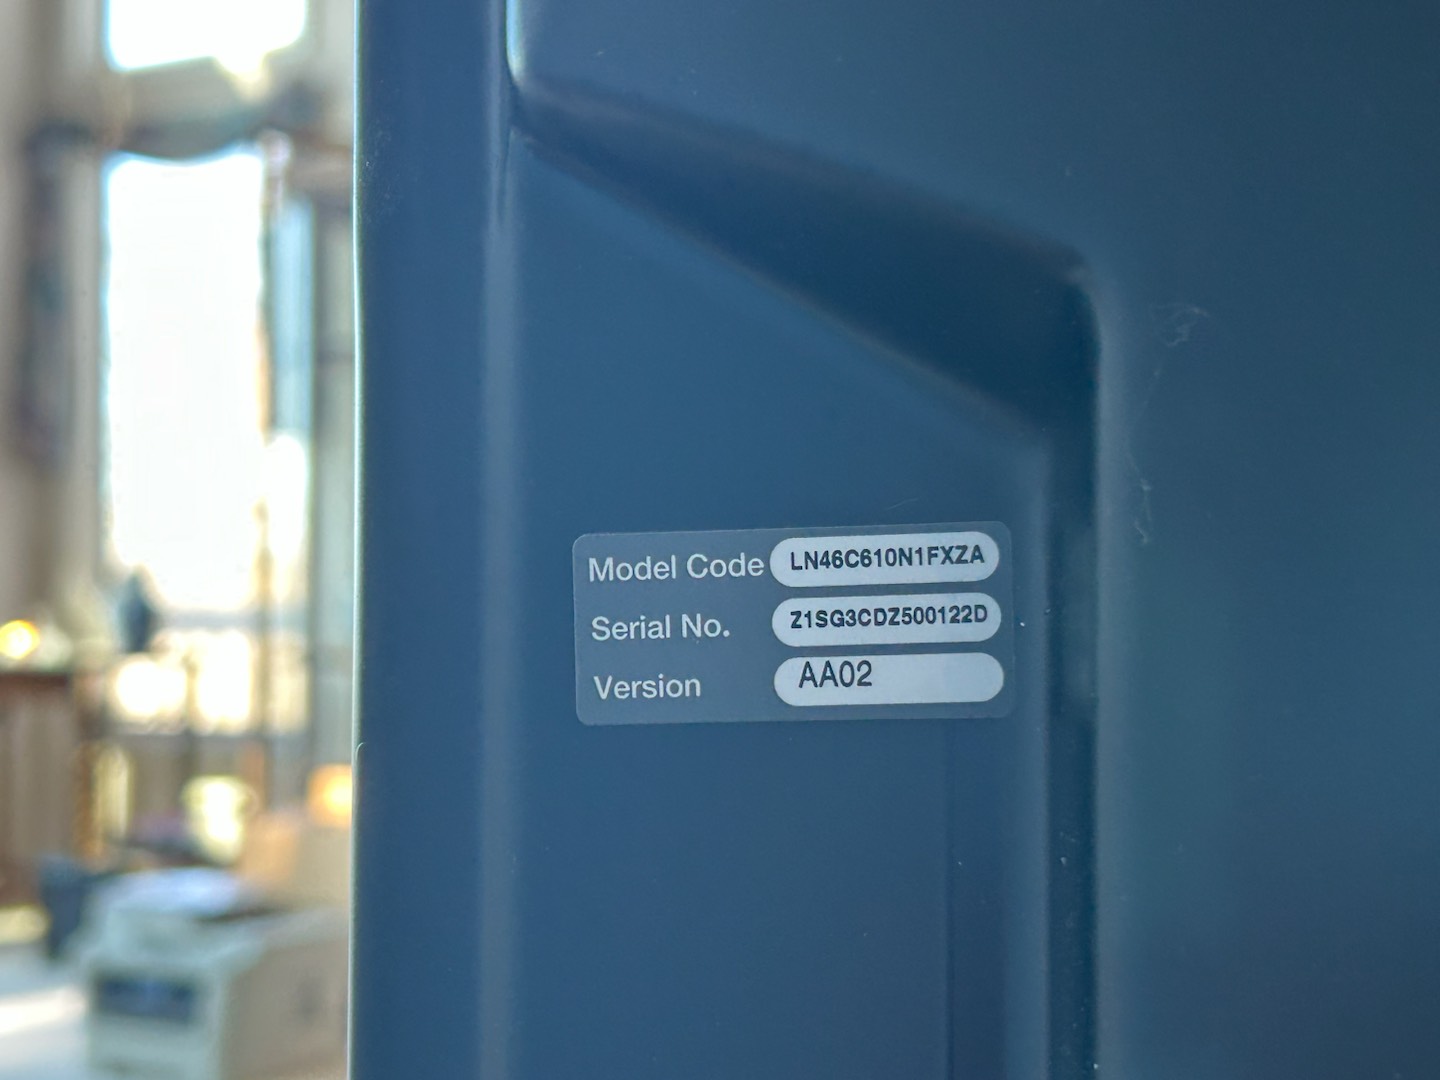 Model Code LN46C610N1FXZA
Serial No. Z1SG3CDZ500122D
Version AA02